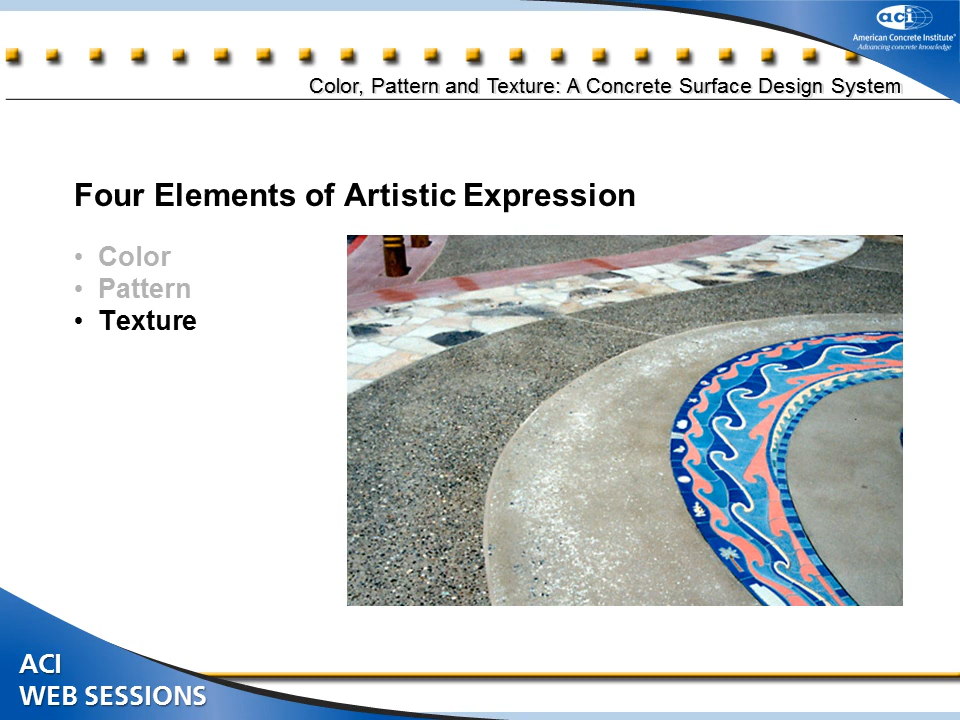 aci
American Concrete Institute®
Advancing concrete knowledge
Color, Pattern and Texture: A Concrete Surface Design System
Four Elements of Artistic Expression
• Color
• Pattern
• Texture
ACI
WEB SESSIONS